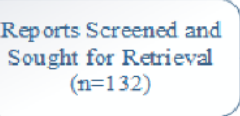 Reports Screened and
Sought for Retrieval
(n=132)